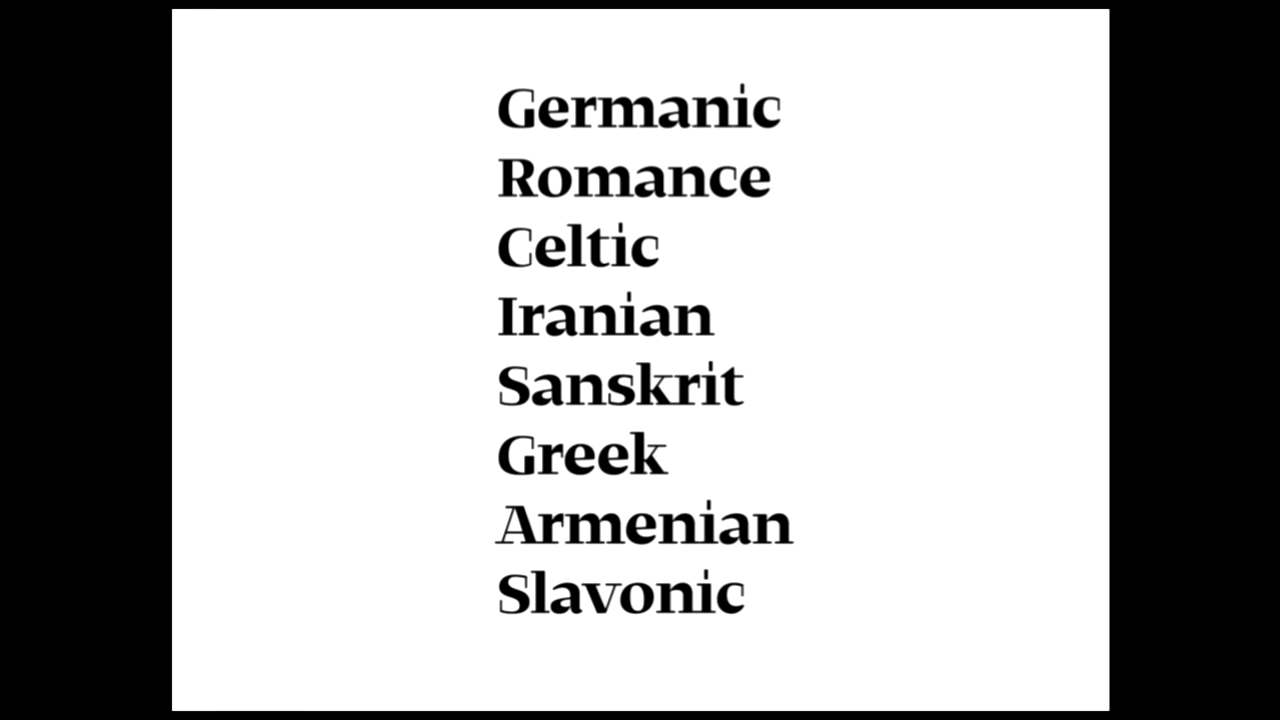 Germanic
Romance
Celtic
Iranian
Sanskrit
Greek
Armenian
Slavonic